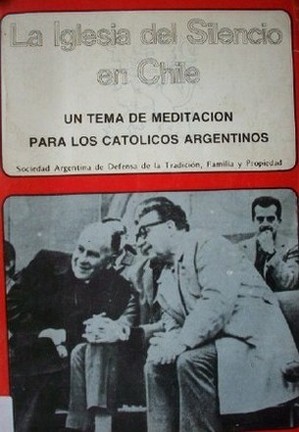 La Iglesia del Silencio
en Chile
UN TEMA DE MEDITACION
PARA LOS CATOLICOS ARGENTINOS
Sociedad Argentina de Defensa de la Tradición, Familia y Propiedad